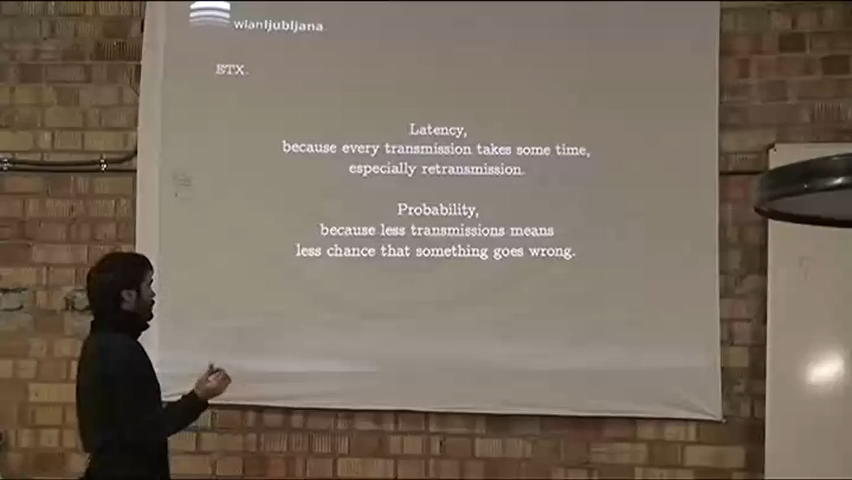 wlanljubljana
ETX.
Latency,
because every transmission takes some time,
especially retransmission.
Probability,
because less transmissions means
less chance that something goes wrong.